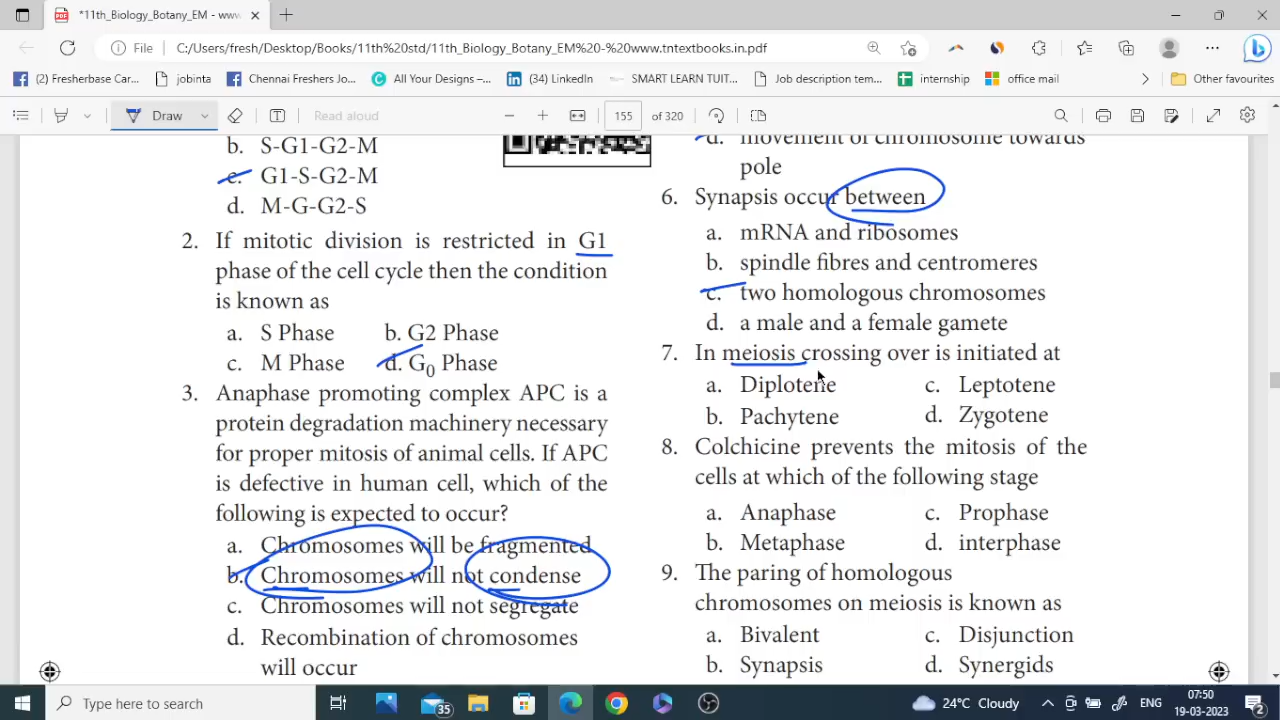 *11th_Biology_Botany_EM - www
File
C:/Users/fresh/Desktop/Books/11th%20std/11th_Biology_Botany_EM%20-%20www.tntextbooks.in.pdf
(2) Fresherbase Car...
jobinta
Chennai Freshers Jo...
All Your Designs –...
(34) LinkedIn
SMART LEARN TUIT...
Job description tem...
internship
office mail
Other favourites
Draw
Read aloud
155 of 320
b. S-G1-G2-M
c. G1-S-G2-M
d. M-G-G2-S
2. If mitotic division is restricted in G1
phase of the cell cycle then the condition
is known as
a. S Phase b. G2 Phase
c. M Phase d. G0 Phase
3. Anaphase promoting complex APC is a
protein degradation machinery necessary
for proper mitosis of animal cells. If APC
is defective in human cell, which of the
following is expected to occur?
a. Chromosomes will be fragmented
b. Chromosomes will not condense
c. Chromosomes will not segregate
d. Recombination of chromosomes
will occur
d. movement of chromosome towards
pole
6. Synapsis occur between
a. mRNA and ribosomes
b. spindle fibres and centromeres
c. two homologous chromosomes
d. a male and a female gamete
7. In meiosis crossing over is initiated at
a. Diplotene c. Leptotene
b. Pachytene d. Zygotene
8. Colchicine prevents the mitosis of the
cells at which of the following stage
a. Anaphase c. Prophase
b. Metaphase d. interphase
9. The paring of homologous
chromosomes on meiosis is known as
a. Bivalent c. Disjunction
b. Synapsis d. Synergids
Type here to search
35
24°C Cloudy
ENG
07:50
19-03-2023
2